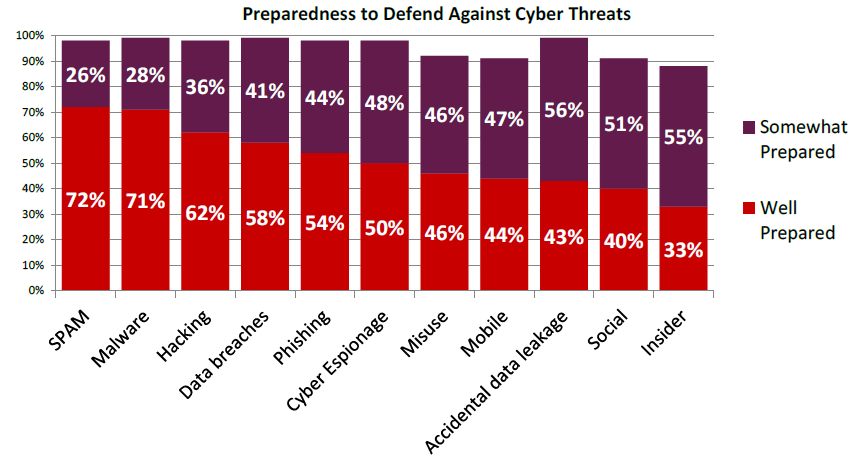 Preparedness to Defend Against Cyber Threats
100%
90%
80%
70%
60%
50%
40%
30%
20%
10%
0%
26% 28% 36% 41% 44% 48% 46% 47% 56% 51% 55%
72% 71% 62% 58% 54% 50% 46% 44% 43% 40% 33%
SPAM
Malware
Hacking
Data breaches
Phishing
Cyber Espionage
Misuse
Mobile
Accidental data leakage
Social
Insider
Somewhat
Prepared
Well
Prepared